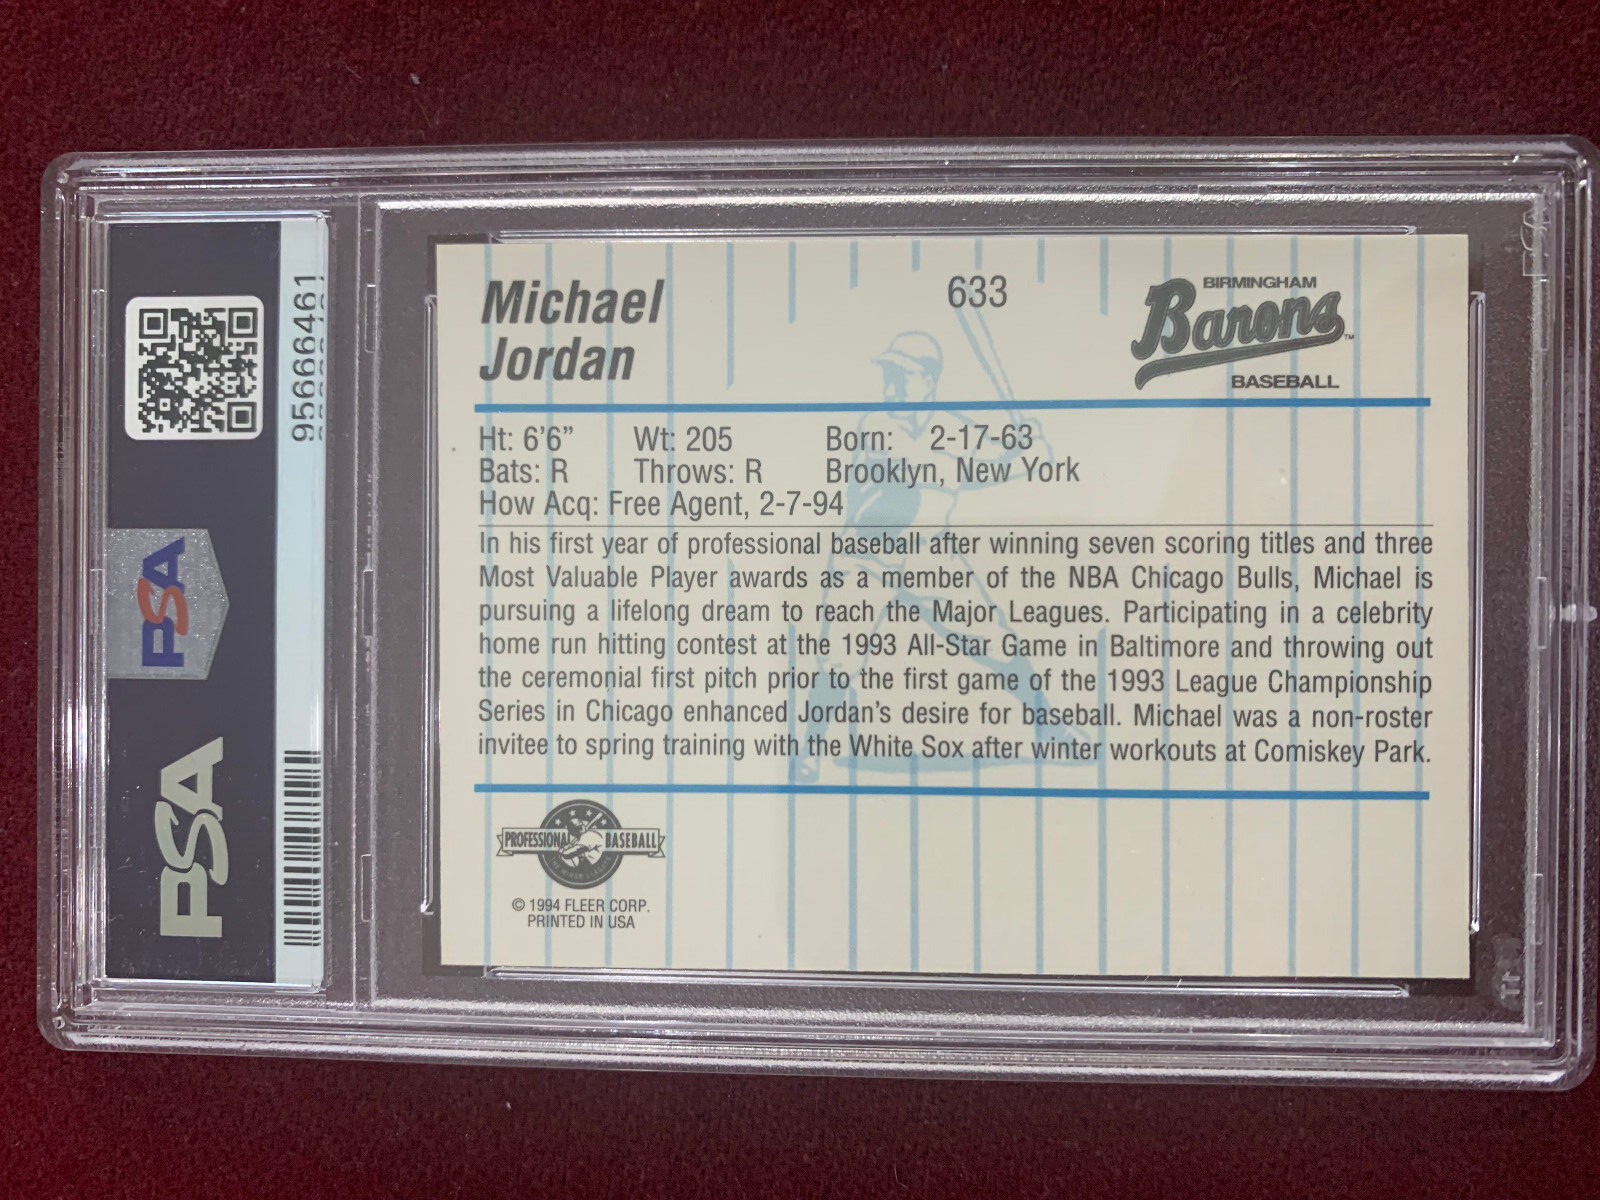 PSA
PSA
95666461
Michael
Jordan
633
BIRMINGHAM
Barons™
BASEBALL
Ht: 6'6” Wt: 205 Born: 2-17-63
Bats: R Throws: R Brooklyn, New York
How Acq: Free Agent, 2-7-94
In his first year of professional baseball after winning seven scoring titles and three
Most Valuable Player awards as a member of the NBA Chicago Bulls, Michael is
pursuing a lifelong dream to reach the Major Leagues. Participating in a celebrity
home run hitting contest at the 1993 All-Star Game in Baltimore and throwing out
the ceremonial first pitch prior to the first game of the 1993 League Championship
Series in Chicago enhanced Jordan's desire for baseball. Michael was a non-roster
invitee to spring training with the White Sox after winter workouts at Comiskey Park.
PROFESSIONAL BASEBALL
© 1994 FLEER CORP.
PRINTED IN USA